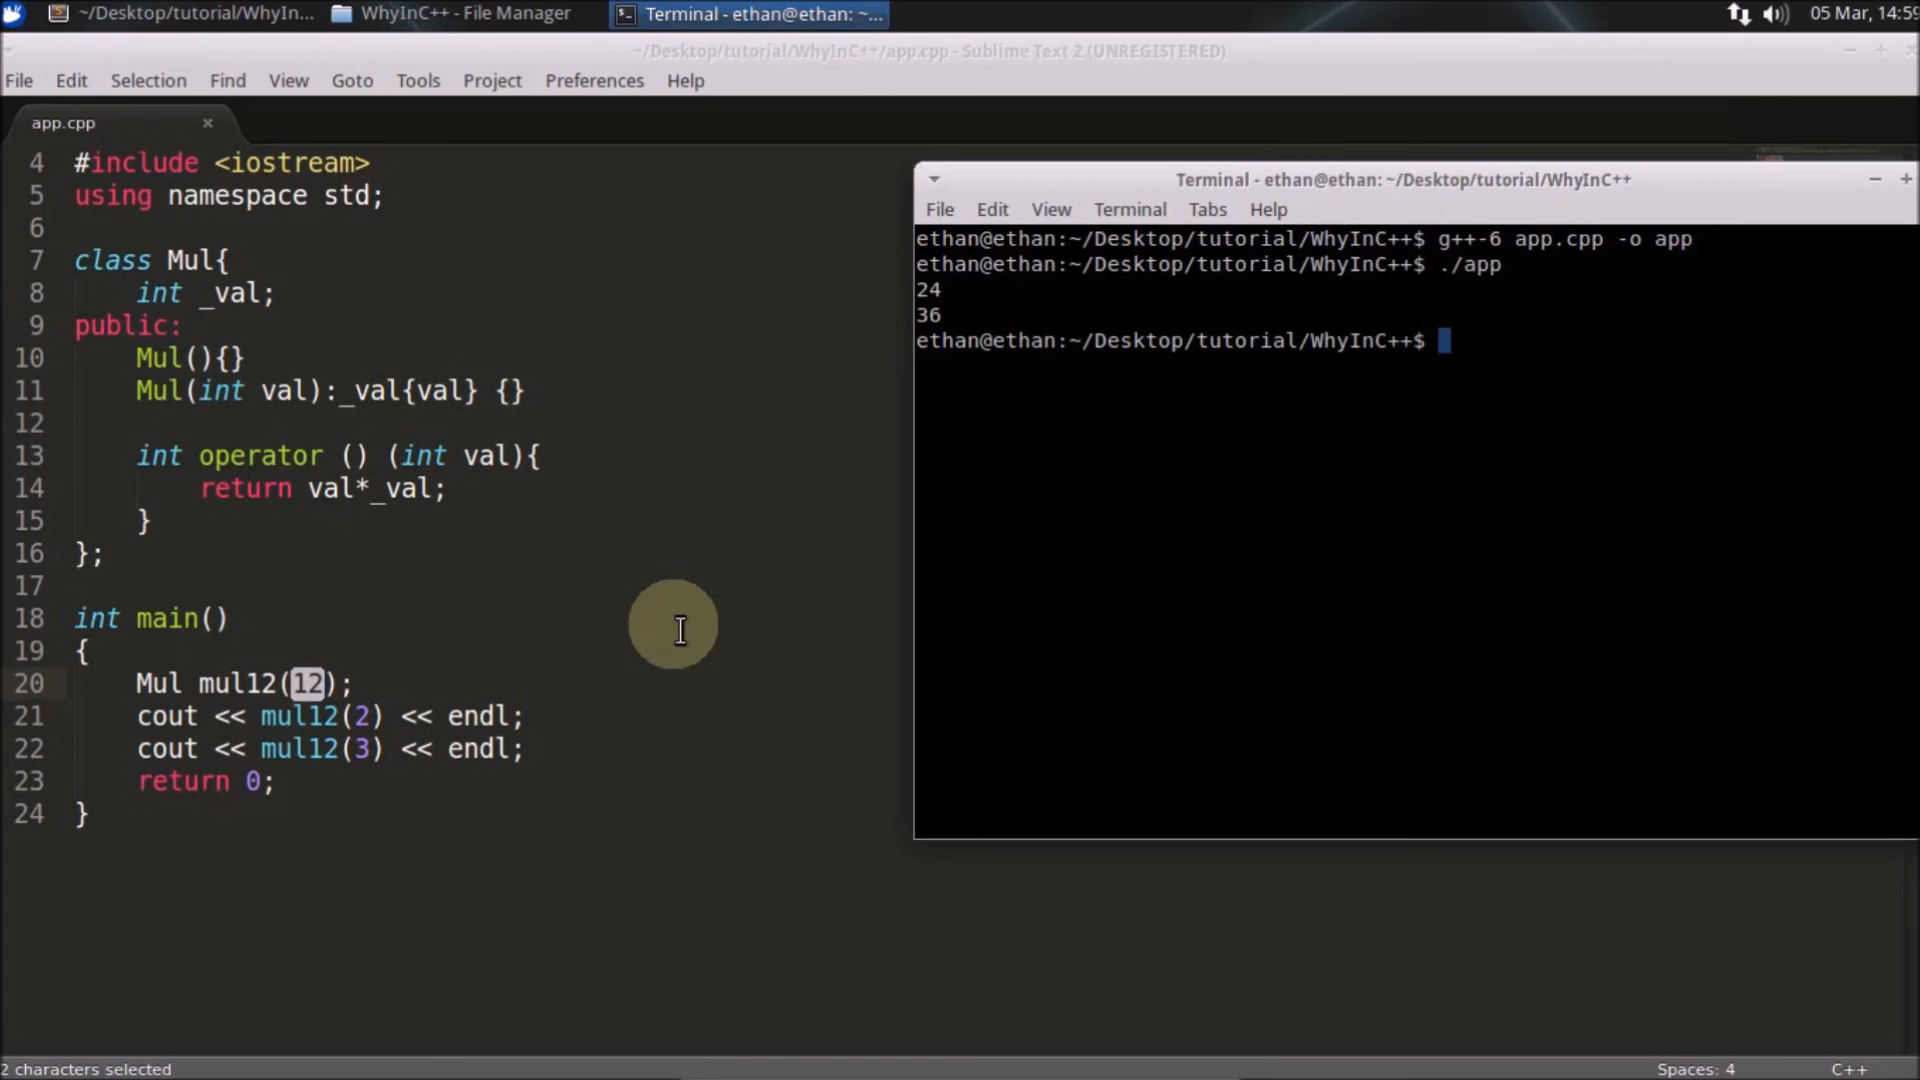 ~/Desktop/tutorial/WhyIn... WhyInC++ - File Manager Terminal - ethan@ethan: ~... 05 Mar, 14:59
~/Desktop/tutorial/WhyInC++/app.cpp - Sublime Text 2 (UNREGISTERED)
File Edit Selection Find View Goto Tools Project Preferences Help
app.cpp ×
4 #include <iostream>
5 using namespace std;
6
7 class Mul{
8 int _val;
9 public:
10 Mul(){}
11 Mul(int val):_val{val} {}
12
13 int operator () (int val){
14 return val*_val;
15 }
16 };
17
18 int main()
19 {
20 Mul mul12(12);
21 cout << mul12(2) << endl;
22 cout << mul12(3) << endl;
23 return 0;
24 }
Terminal - ethan@ethan: ~/Desktop/tutorial/WhyInC++
File Edit View Terminal Tabs Help
ethan@ethan:~/Desktop/tutorial/WhyInC++$ g++-6 app.cpp -o app
ethan@ethan:~/Desktop/tutorial/WhyInC++$ ./app
24
36
ethan@ethan:~/Desktop/tutorial/WhyInC++$
2 characters selected Spaces: 4 C++